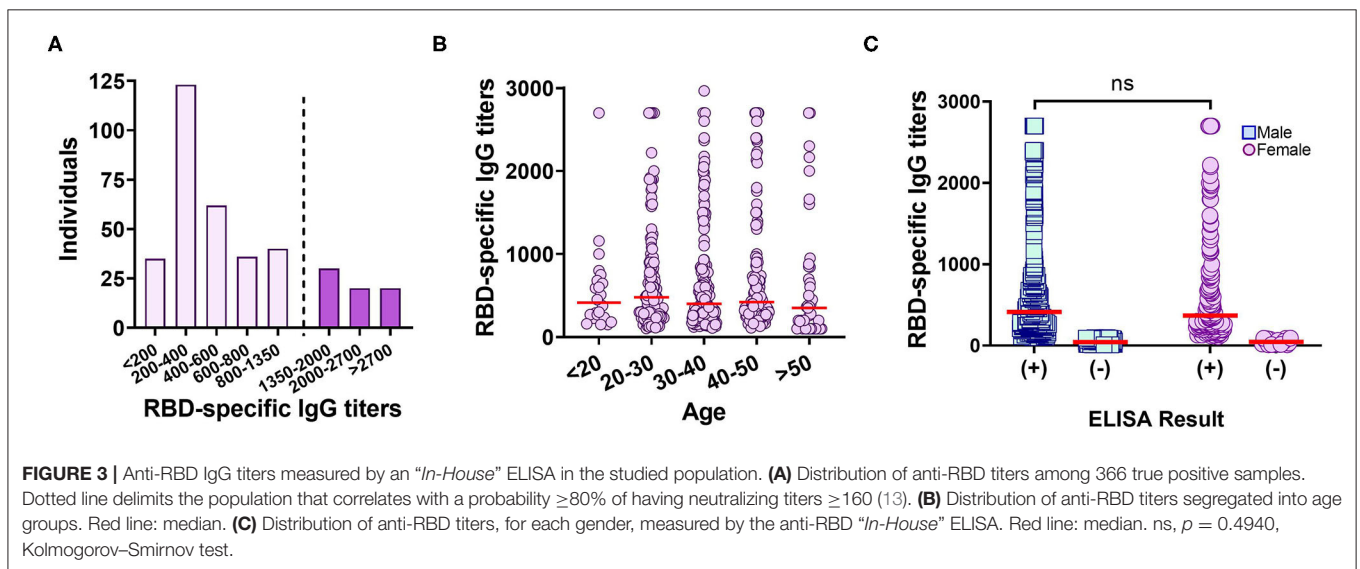 A
B
C
Individuals
125
100
75
50
25
0
<200
200-400
400-600
600-800
800-1350
1350-2000
2000-2700
>2700
RBD-specific IgG titers
RBD-specific IgG titers
3000
2000
1000
0
<20
20-30
30-40
40-50
>50
Age
ns
RBD-specific IgG titers
3000
2000
1000
0
Male
Female
(+)
(-)
(+)
(-)
ELISA Result
FIGURE 3 | Anti-RBD IgG titers measured by an “In-House” ELISA in the studied population. (A) Distribution of anti-RBD titers among 366 true positive samples.
Dotted line delimits the population that correlates with a probability ≥80% of having neutralizing titers ≥160 (13). (B) Distribution of anti-RBD titers segregated into age
groups. Red line: median. (C) Distribution of anti-RBD titers, for each gender, measured by the anti-RBD “In-House” ELISA. Red line: median. ns, p = 0.4940,
Kolmogorov–Smirnov test.